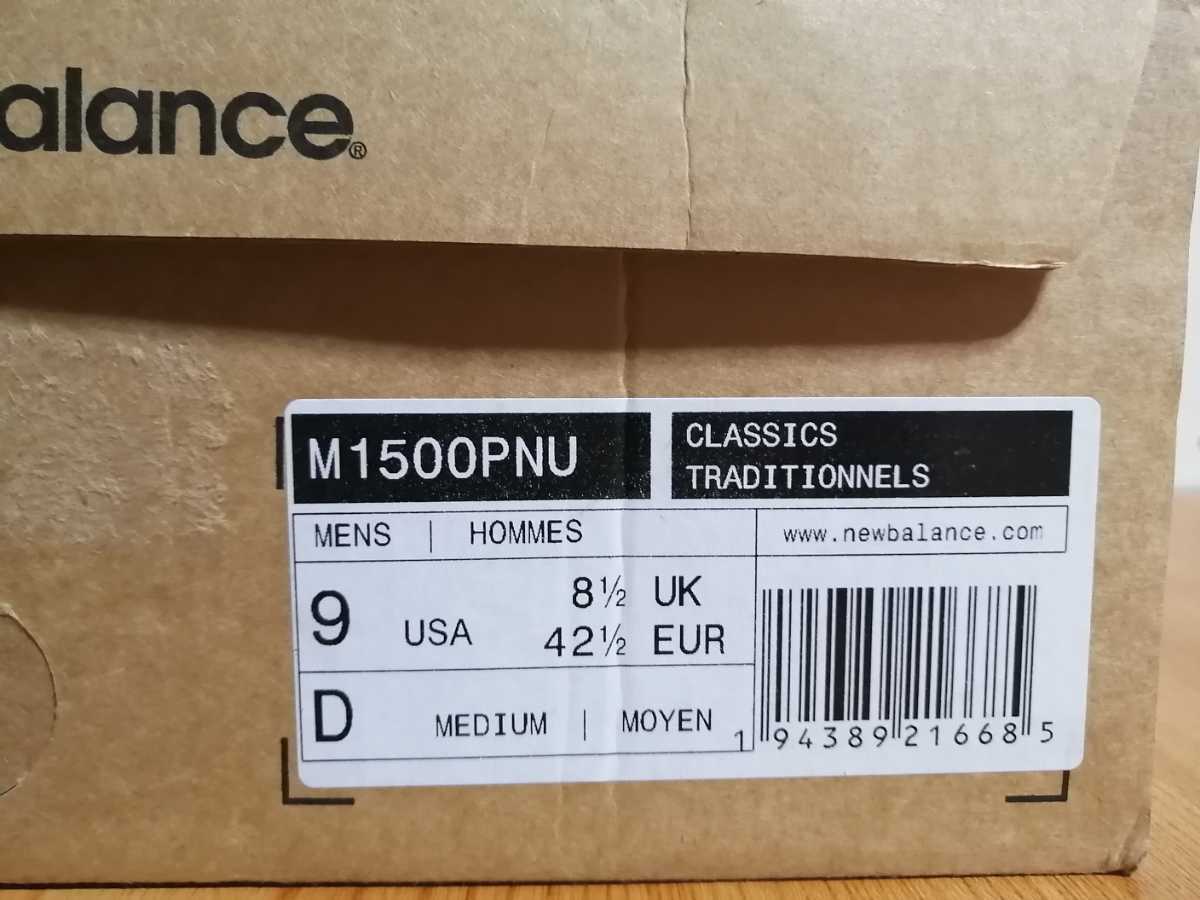 alance®
M1500PNU
CLASSICS
TRADITIONNELS
MENS | HOMMES
www.newbalance.com
9 USA
8½ UK
42½ EUR
D MEDIUM | MOYEN
1 94389 21668 5